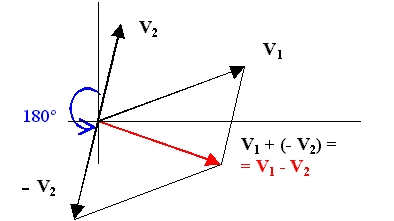 V2
V1
180°
V1 + (- V2) =
= V1 - V2
- V2